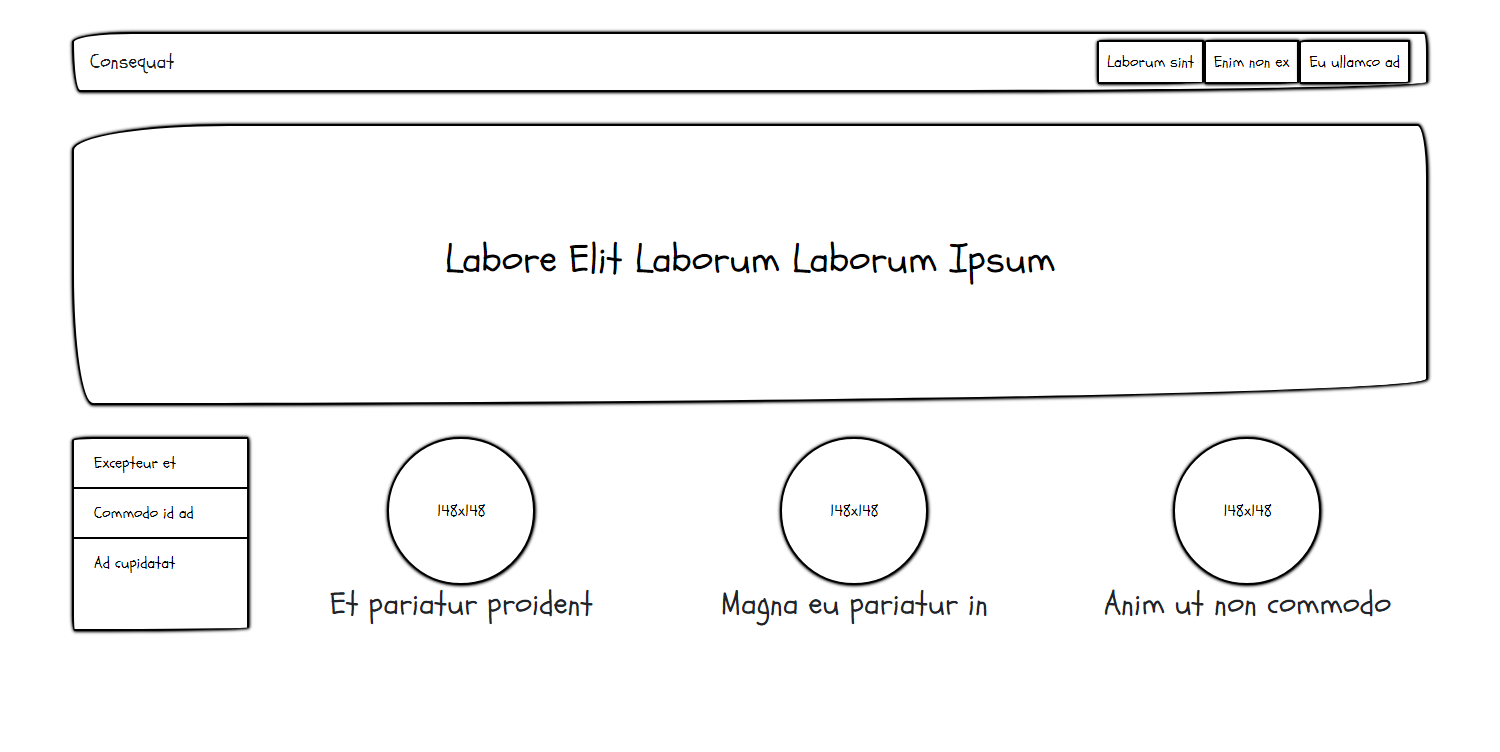 Consequat
Laborum sint
Enim non ex
Eu ullamco ad
Labore Elit Laborum Laborum Ipsum
Excepteur et
Commodo id ad
Ad cupidatat
148x148
Et pariatur proident
148x148
Magna eu pariatur in
148x148
Anim ut non commodo